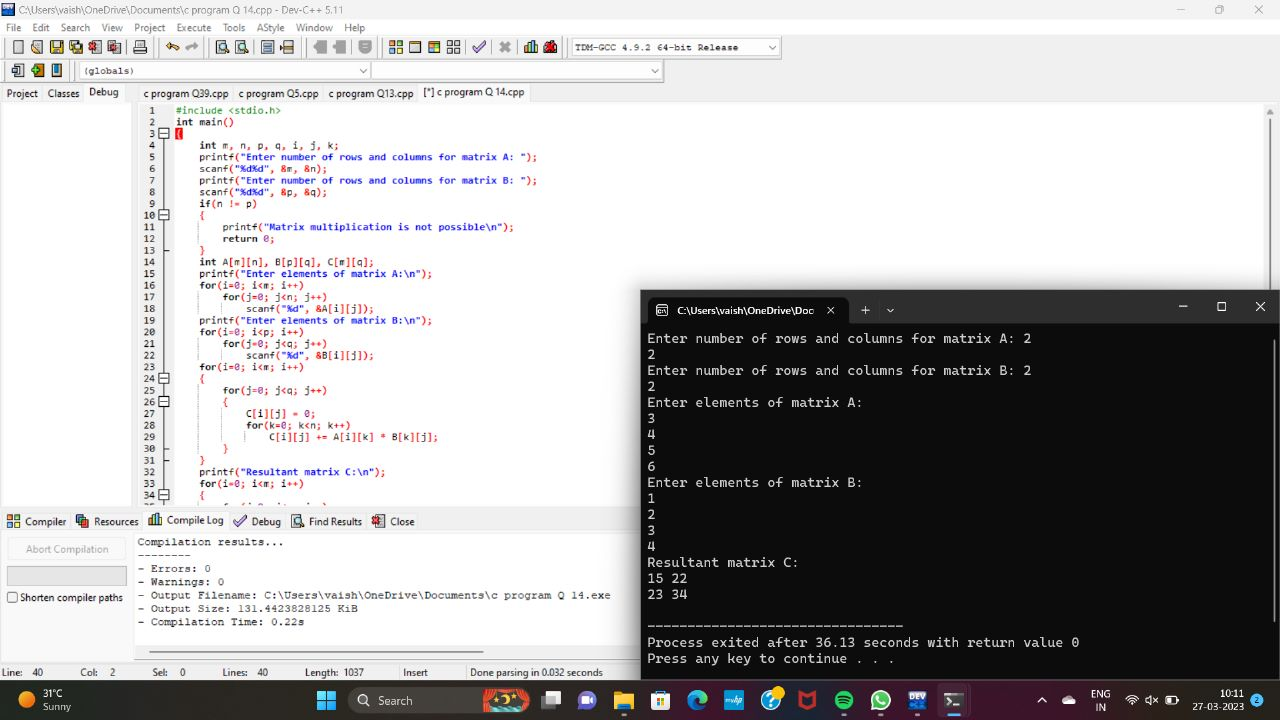 C:\Users\vaish\OneDrive\Documents\c program Q 14.cpp - Dev-C++ 5.11
File Edit Search View Project Execute Tools AStyle Window Help
TDM-GCC 4.9.2 64-bit Release
(globals)
Project Classes Debug
c program Q39.cpp c program Q5.cpp c program Q13.cpp [*] c program Q 14.cpp
1 #include <stdio.h>
2 int main()
3 {
4 int m, n, p, q, i, j, k;
5 printf("Enter number of rows and columns for matrix A: ");
6 scanf("%d%d", &m, &n);
7 printf("Enter number of rows and columns for matrix B: ");
8 scanf("%d%d", &p, &q);
9 if(n != p)
10 {
11 printf("Matrix multiplication is not possible\n");
12 return 0;
13 }
14 int A[m][n], B[p][q], C[m][q];
15 printf("Enter elements of matrix A:\n");
16 for(i=0; i<m; i++)
17 for(j=0; j<n; j++)
18 scanf("%d", &A[i][j]);
19 printf("Enter elements of matrix B:\n");
20 for(i=0; i<p; i++)
21 for(j=0; j<q; j++)
22 scanf("%d", &B[i][j]);
23 for(i=0; i<m; i++)
24 {
25 for(j=0; j<q; j++)
26 {
27 C[i][j] = 0;
28 for(k=0; k<n; k++)
29 C[i][j] += A[i][k] * B[k][j];
30 }
31 }
32 printf("Resultant matrix C:\n");
33 for(i=0; i<m; i++)
34 {
C:\Users\vaish\OneDrive\Doc
Enter number of rows and columns for matrix A: 2
2
Enter number of rows and columns for matrix B: 2
2
Enter elements of matrix A:
3
4
5
6
Enter elements of matrix B:
1
2
3
4
Resultant matrix C:
15 22
23 34
--------------------------------
Process exited after 36.13 seconds with return value 0
Press any key to continue . . .
Compiler Resources Compile Log Debug Find Results Close
Abort Compilation
Shorten compiler paths
Compilation results...
--------
- Errors: 0
- Warnings: 0
- Output Filename: C:\Users\vaish\OneDrive\Documents\c program Q 14.exe
- Output Size: 131.4423828125 KiB
- Compilation Time: 0.22s
Line: 40 Col: 2 Sel: 0 Lines: 40 Length: 1037 Insert Done parsing in 0.032 seconds
31°C
Sunny
Search
ENG
IN
10:11
27-03-2023
2